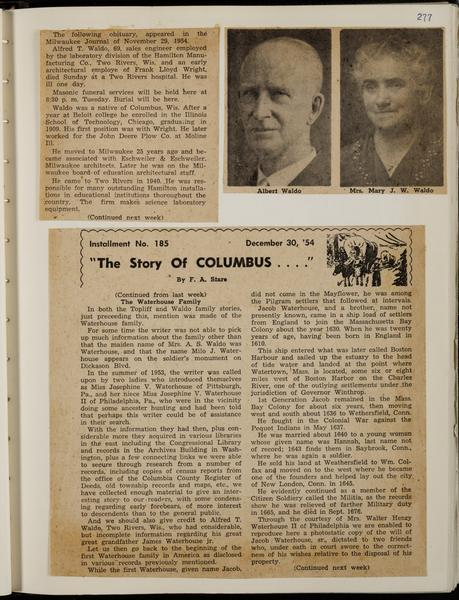 277
The following obituary, appeared in the
Milwaukee Journal of November 29, 1954.
Alfred T. Waldo, 69, sales engineer employed
by the laboratory division of the Hamilton Manu-
facturing Co., Two Rivers, Wis. and an early
architectural employe of Frank Lloyd Wright,
died Sunday at a Two Rivers hospital. He was
ill one day.
Masonic funeral services will be held here at
8:30 p. m. Tuesday. Burial will be here.
Waldo was a native of Columbus, Wis. After a
year at Beloit college he enrolled in the Illinois
School of Technology, Chicago, graduating in
1909. His first position was with Wright. He later
worked for the John Deere Plow Co. at Moline
Ill.
He moved to Milwaukee 25 years ago and be-
came associated with Eschweiler & Eschweiler,
Milwaukee architects. Later he was on the Mil-
waukee board of education architectural staff.
He came to Two Rivers in 1940. He was res-
ponsible for many outstanding Hamilton installa-
tions in educational institutions throughout the
country. The firm makes science laboratory
equipment.
(Continued next week)
Albert Waldo
Mrs. Mary J. W. Waldo
Installment No. 185 December 30, '54
"The Story Of COLUMBUS . . . ."
By F. A. Stare
(Continued from last week)
The Waterhouse Family
In both the Topliff and Waldo family stories,
just preceding this, mention was made of the
Waterhouse family.
For some time the writer was not able to pick
up much information about the family other than
that the maiden name of Mrs. A. S. Waldo was
Waterhouse, and that the name Milo J. Water-
house appears on the soldier's monument on
Dickason Blvd.
In the summer of 1953, the writer was called
upon by two ladies who introduced themselves
as Miss Josephine V. Waterhouse of Pittsburgh,
Pa., and her niece Miss Josephine V. Waterhouse
II of Philadelphia, Pa., who were in the vicinity
doing some ancestor hunting and had been told
that perhaps this writer could be of assistance
in their search.
With the information they had then, plus con-
siderable more they acquired in various libraries
in the east including the Congressional Library
and records in the Archives Building in Wash-
ington, plus a few connecting links we were able
to secure through research from a number of
records, including copies of census reports from
the office of the Columbia County Register of
Deeds, old township records and maps, etc., we
have collected enough material to give an inter-
esting story to our readers, with some conden-
sing regarding early forebears, of more interest
to descendants than to the general public.
And we should also give credit to Alfred T.
Waldo, Two Rivers, Wis., who had considerable,
but incomplete information regarding his great
great grandfather James Waterhouse jr.
Let us then go back to the beginning of the
first Waterhouse family in America as disclosed
in various records previously mentioned.
While the first Waterhouse, given name Jacob,
did not come in the Mayflower, he was among
the Pilgram settlers that followed at intervals.
Jacob Waterhouse, and a brother, name not
presently known, came in a ship load of settlers
from England to join the Massachusetts Bay
Colony about the year 1630. When he was twenty
years of age, having been born in England in
1610.
This ship entered what was later called Boston
Harbour and sailed up the estuary to the head
of tide water and landed at the point where
Watertown, Mass. is located, some six or eight
miles west of Boston Harbor on the Charles
River, one of the outlying settlements under the
jurisdiction of Governor Winthrop.
1st Generation Jacob remained in the Mass.
Bay Colony for about six years, then moving
west and south about 1636 to Wethersfield, Conn.
He fought in the Colonial War against the
Pequot Indians in May 1637.
He was married about 1640 to a young woman
whose given name was Hannah, last name not
of record; 1643 finds them in Saybrook, Conn.,
where he was again a soldier.
He sold his land at Weathersfield to Wm. Col-
fax and moved on to the west where he became
one of the founders and helped lay out the city
of New London, Conn. in 1645.
He evidently continued as a member of the
Citizen Soldiery called the Militia, as the records
show he was relieved of farther Military duty
in 1665, and he died in Sept. 1676.
Through the courtesy of Mrs. Walter Henry
Waterhouse II of Philadelphia we are enabled to
reproduce here a photostatic copy of the will of
Jacob Waterhouse sr., dictated to two friends
who, under oath in court swore to the correct-
ness of his wishes relative to the disposal of his
property.
(Continued next week)